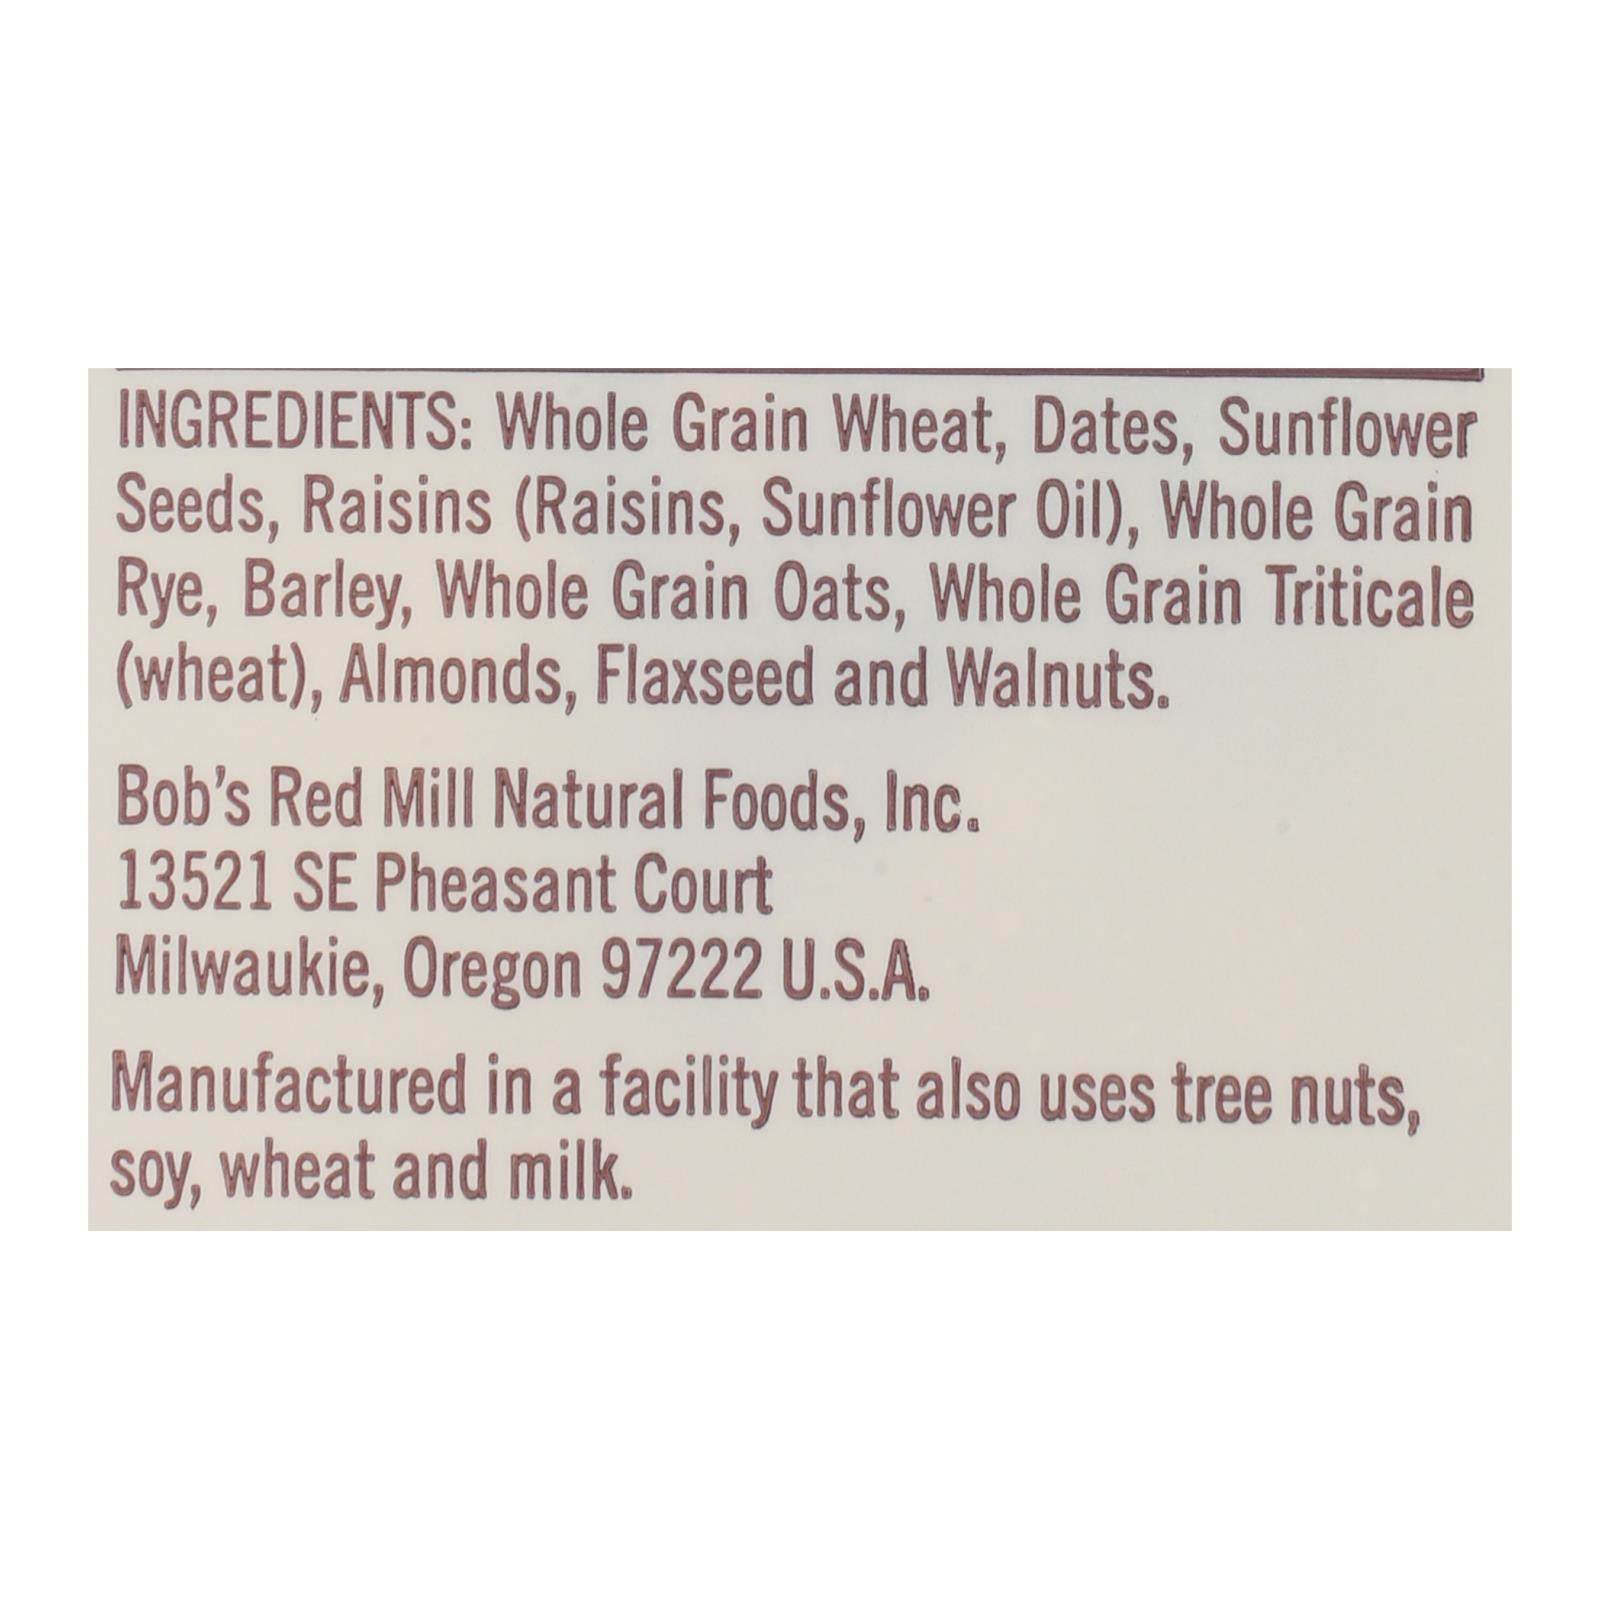 INGREDIENTS: Whole Grain Wheat, Dates, Sunflower
Seeds, Raisins (Raisins, Sunflower Oil), Whole Grain
Rye, Barley, Whole Grain Oats, Whole Grain Triticale
(wheat), Almonds, Flaxseed and Walnuts.
Bob's Red Mill Natural Foods, Inc.
13521 SE Pheasant Court
Milwaukie, Oregon 97222 U.S.A.
Manufactured in a facility that also uses tree nuts,
soy, wheat and milk.